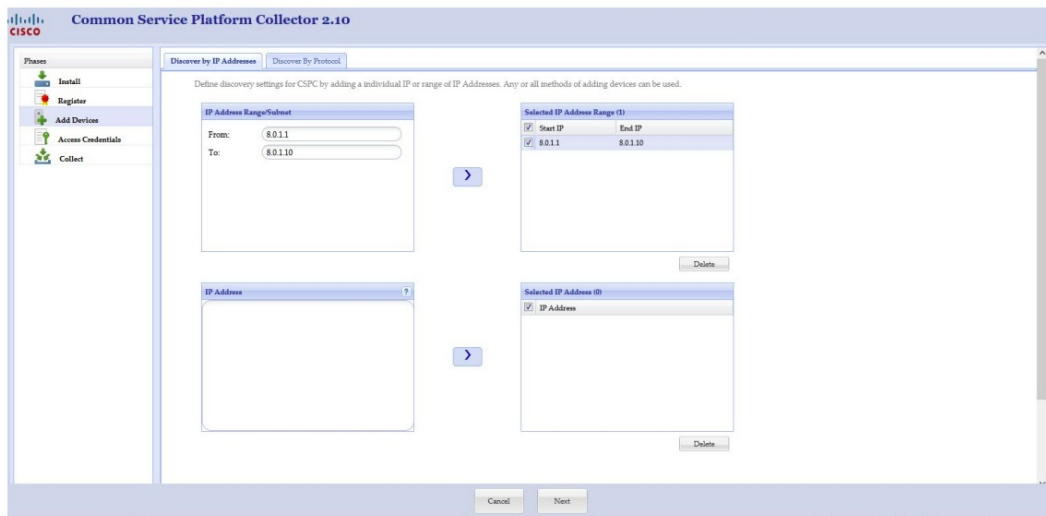 CISCO
Common Service Platform Collector 2.10
Phases
Install
Register
Add Devices
Access Credentials
Collect
Discover by IP Addresses
Discover By Protocol
Define discovery settings for CSPC by adding a individual IP or range of IP Addresses. Any or all methods of adding devices can be used.
IP Address Range/Subnet
From: 8.0.1.1
To: 8.0.1.10
Selected IP Address Range (1)
Start IP End IP
8.0.1.1 8.0.1.10
Delete
IP Address ?
Selected IP Address (0)
IP Address
Delete
Cancel Next